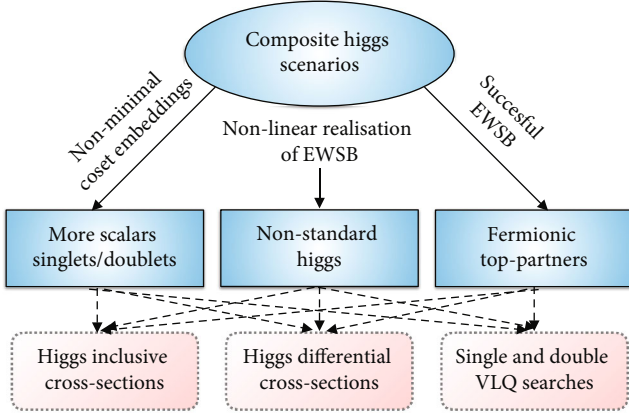 Composite higgs
scenarios
Non-minimal
coset embeddings
Non-linear realisation
of EWSB
Succesful
EWSB
More scalars
singlets/doublets
Non-standard
higgs
Fermionic
top-partners
Higgs inclusive
cross-sections
Higgs differential
cross-sections
Single and double
VLQ searches